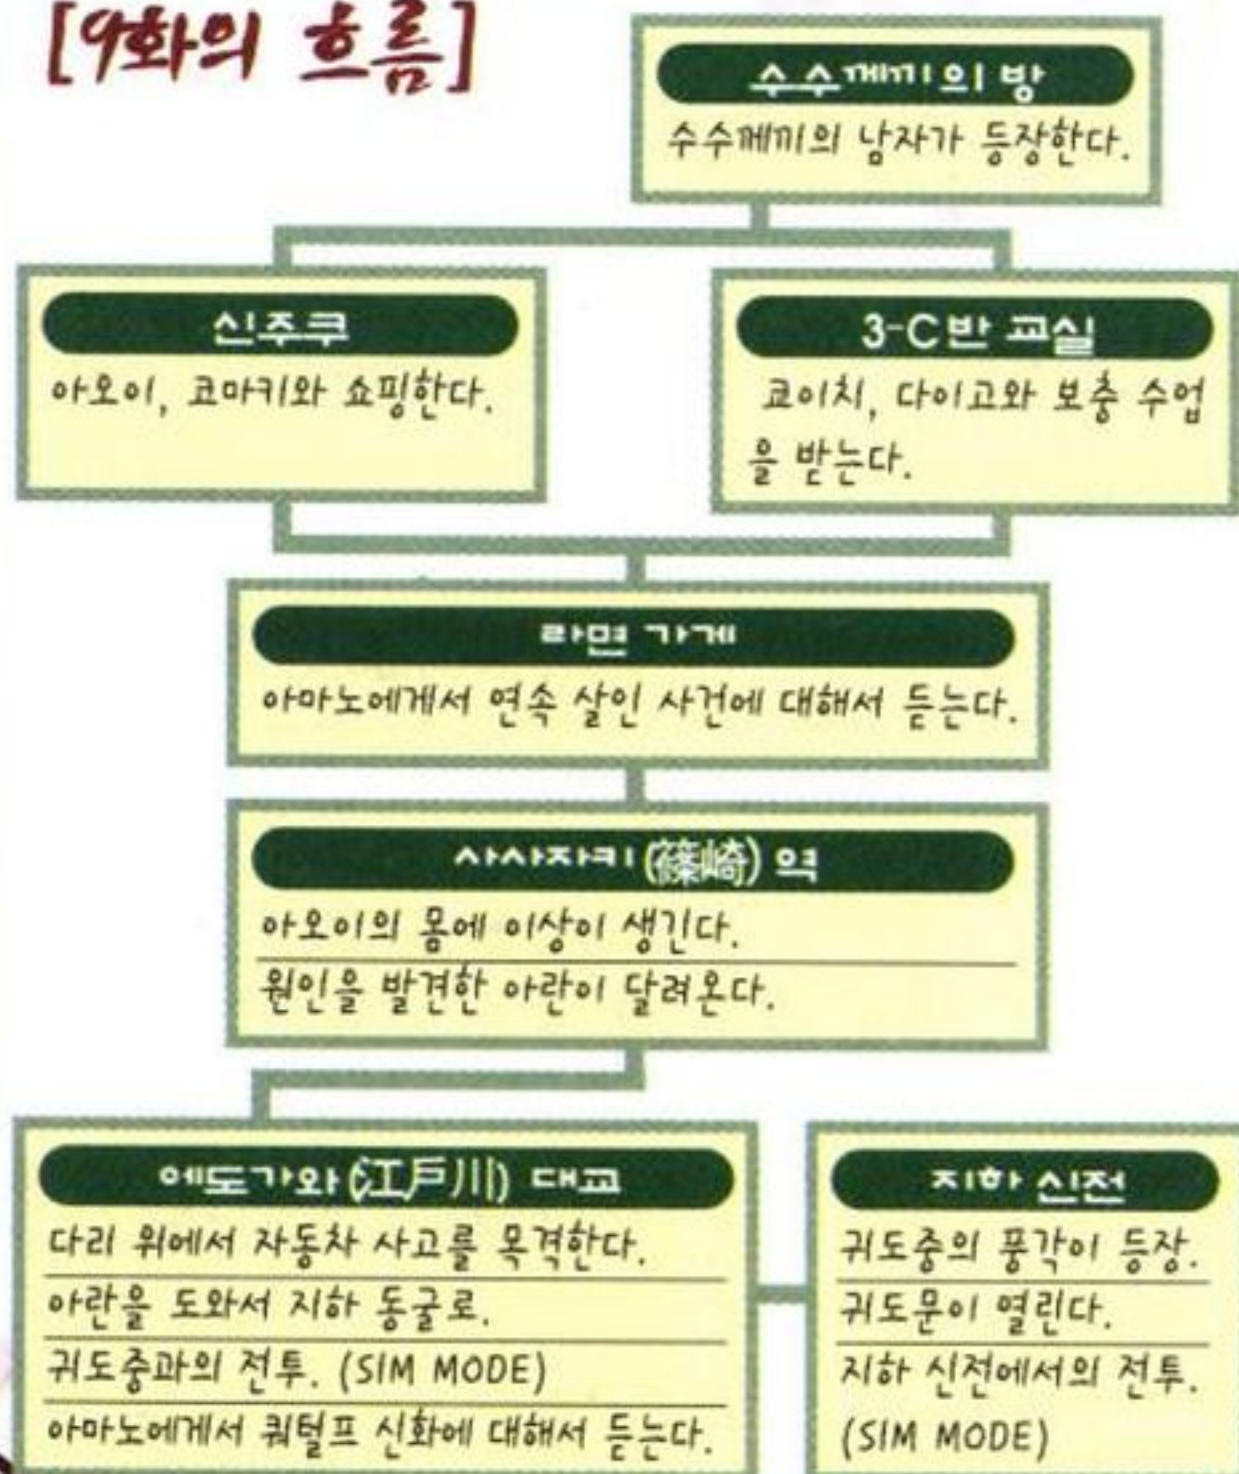 [9화의 흐름]
수수께끼의 방
수수께끼의 남자가 등장한다.
신주쿠
아오이, 쿄마키와 쇼핑한다.
3-C반 교실
쿄이치, 다이고와 보충 수업
을 받는다.
라면 가게
아마노에게서 연속 살인 사건에 대해서 듣는다.
사사자키(篠崎) 역
아오이의 몸에 이상이 생긴다.
원인을 발견한 아란이 달려온다.
에도가와(江戶川) 대교
다리 위에서 자동차 사고를 목격한다.
아란을 도와서 지하 동굴로.
귀도중과의 전투. (SIM MODE)
아마노에게서 쿼털프 신화에 대해서 듣는다.
지하 신전
귀도중의 풍각이 등장.
귀도문이 열린다.
지하 신전에서의 전투.
(SIM MODE)